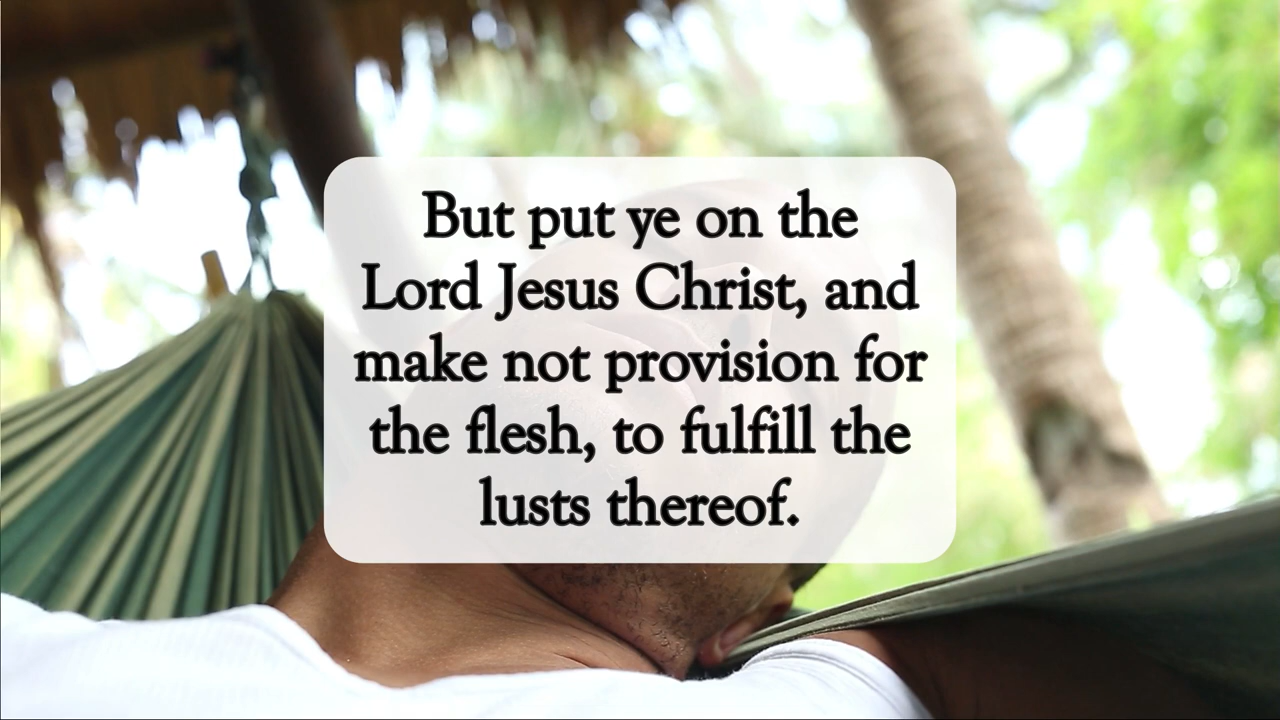 But put ye on the
Lord Jesus Christ, and
make not provision for
the flesh, to fulfill the
lusts thereof.